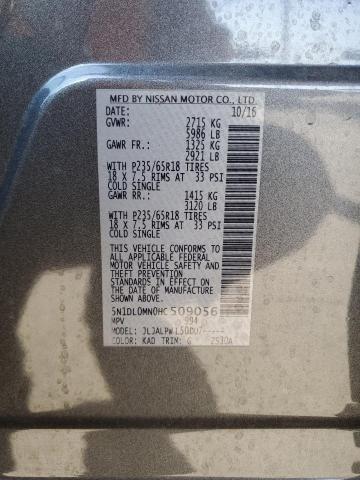 MFD BY NISSAN MOTOR CO., LTD.
DATE: 10/16
GVWR: 2715 KG
5986 LB
GAWR FR.: 1325 KG
2921 LB
WITH P235/65R18 TIRES
18 X 7.5 RIMS AT 33 PSI
COLD SINGLE
GAWR RR.: 1415 KG
3120 LB
WITH P235/65R18 TIRES
18 X 7.5 RIMS AT 33 PSI
COLD SINGLE
THIS VEHICLE CONFORMS TO
ALL APPLICABLE FEDERAL
MOTOR VEHICLE SAFETY AND
THEFT PREVENTION
STANDARDS IN EFFECT ON
THE DATE OF MANUFACTURE
SHOWN ABOVE.
5N1DL0MN0HC509056
MPV 994
MODEL:
COLOR: KAD TRIM: G 2530A